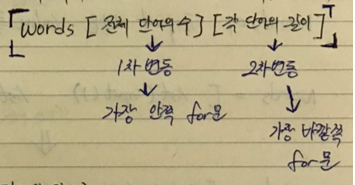 words [전체 단어의 수] [각 단어의 길이]
1차 변동 2차 변동
가장 안쪽 for문 가장 바깥쪽
for문